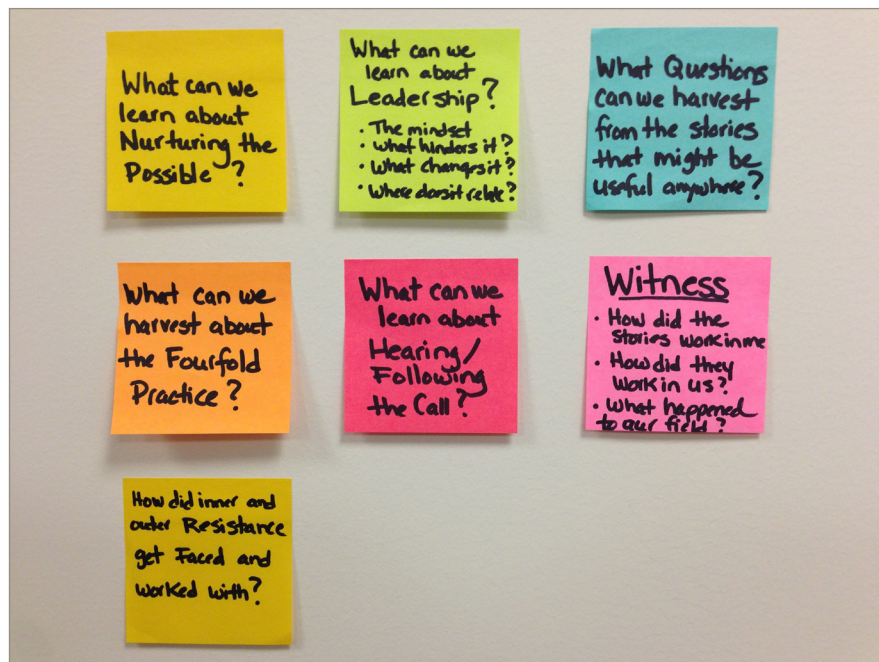 What can we
learn about
Nurturing the
Possible?
What can we
learn about
Leadership?
• The mindset
• What hinders it?
• What changes it?
• Where does it relate?
What Questions
can we harvest
from the stories
that might be
useful anywhere?
What can we
harvest about
the Fourfold
Practice?
What can we
learn about
Hearing/
Following
the Call?
Witness
• How did the
stories work in me
• How did they
work in us?
• What happened
to our field?
How did inner and
outer Resistance
get Faced and
worked with?